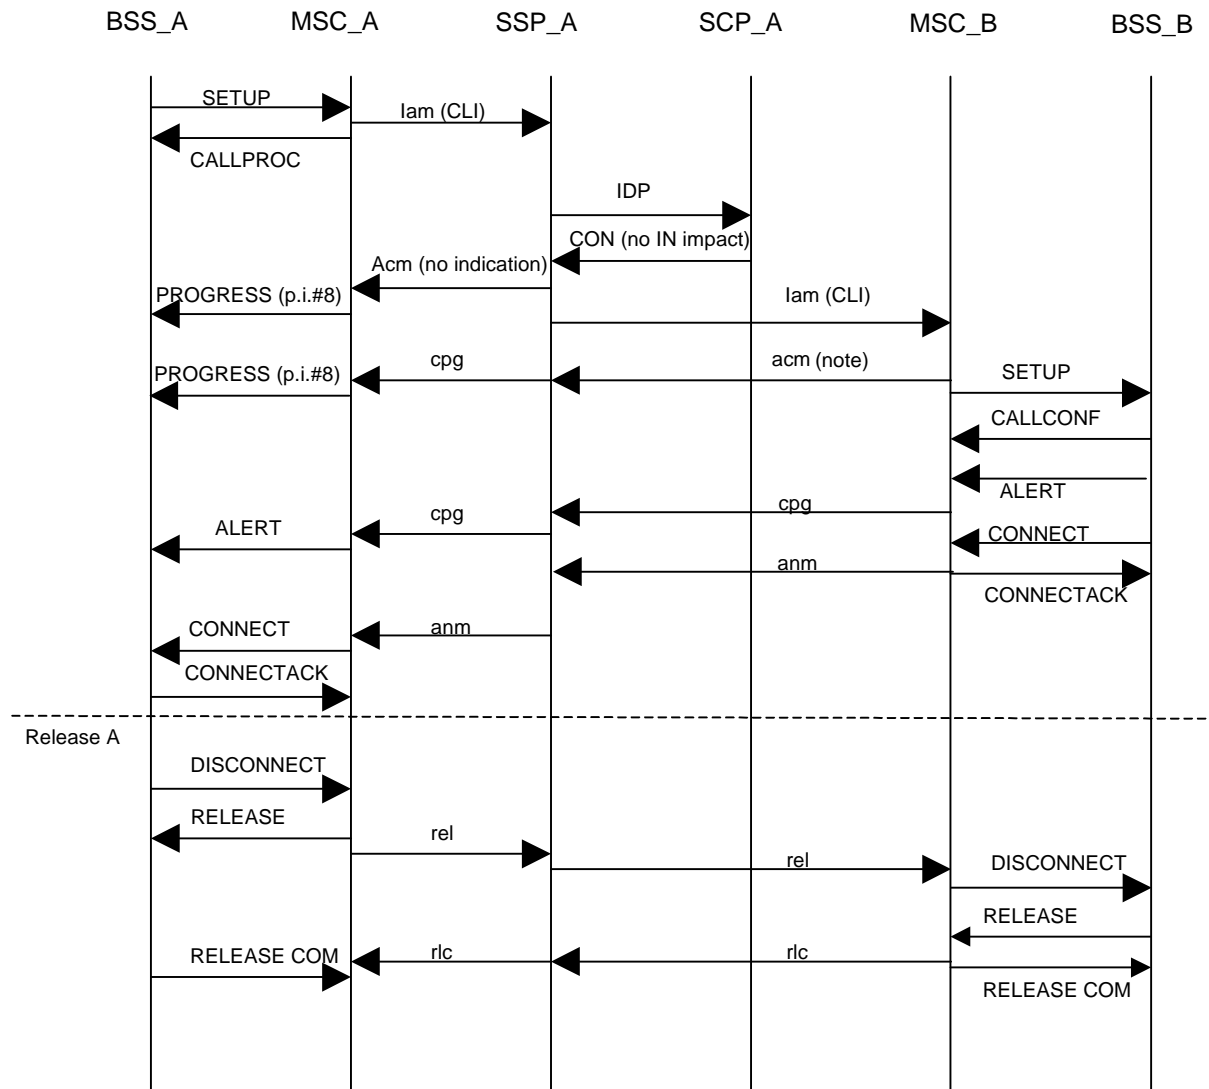 BSS_A MSC_A SSP_A SCP_A MSC_B BSS_B
SETUP
Iam (CLI)
CALLPROC
IDP
CON (no IN impact)
Acm (no indication)
PROGRESS (p.i.#8)
Iam (CLI)
cpg
acm (note)
PROGRESS (p.i.#8)
SETUP
CALLCONF
ALERT
cpg
cpg
ALERT
CONNECT
anm
CONNECTACK
CONNECT
anm
CONNECTACK
Release A
DISCONNECT
RELEASE
rel
rel
DISCONNECT
RELEASE
RELEASE COM
rlc
rlc
RELEASE COM